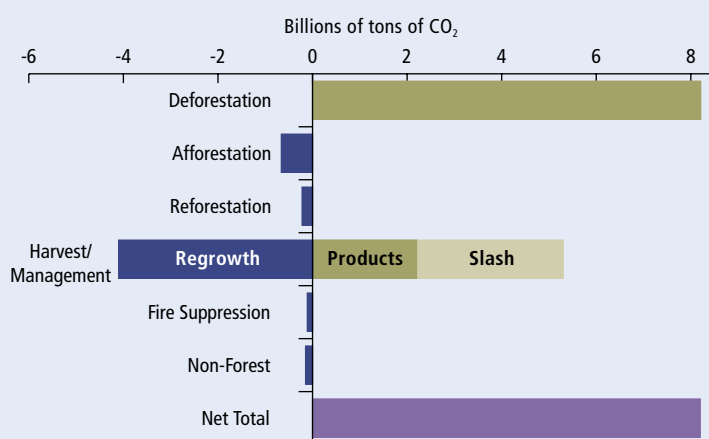 Billions of tons of CO₂
-6 -4 -2 0 2 4 6 8
Deforestation
Afforestation
Reforestation
Harvest/
Management
Regrowth Products Slash
Fire Suppression
Non-Forest
Net Total